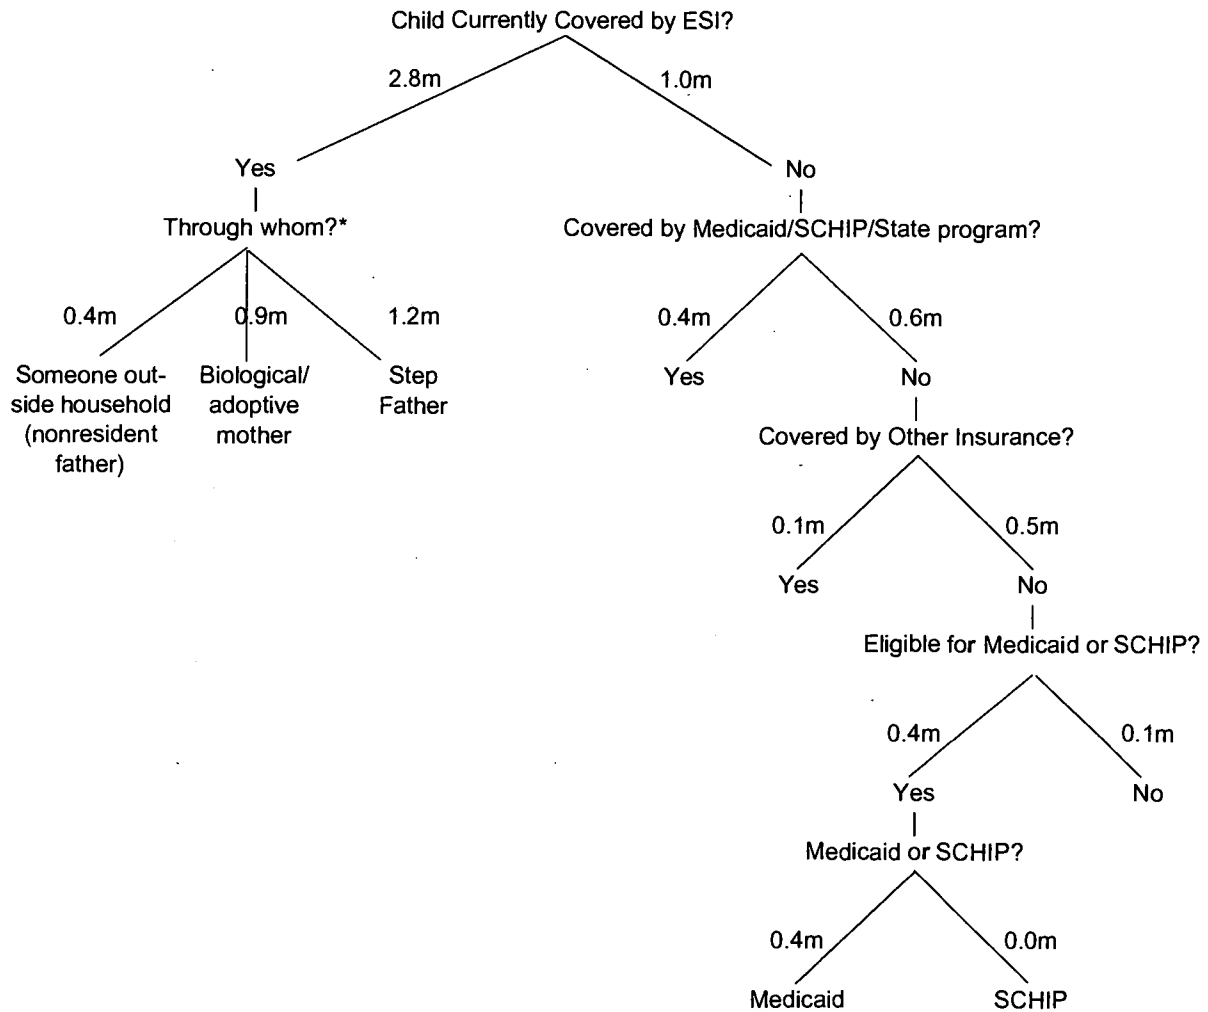 Child Currently Covered by ESI?
2.8m
1.0m
Yes
No
Through whom?*
Covered by Medicaid/SCHIP/State program?
0.4m
0.9m
1.2m
0.4m
0.6m
Someone out-
side household
(nonresident
father)
Biological/
adoptive
mother
Step
Father
Yes
No
Covered by Other Insurance?
0.1m
0.5m
Yes
No
Eligible for Medicaid or SCHIP?
0.4m
0.1m
Yes
No
Medicaid or SCHIP?
0.4m
0.0m
Medicaid
SCHIP